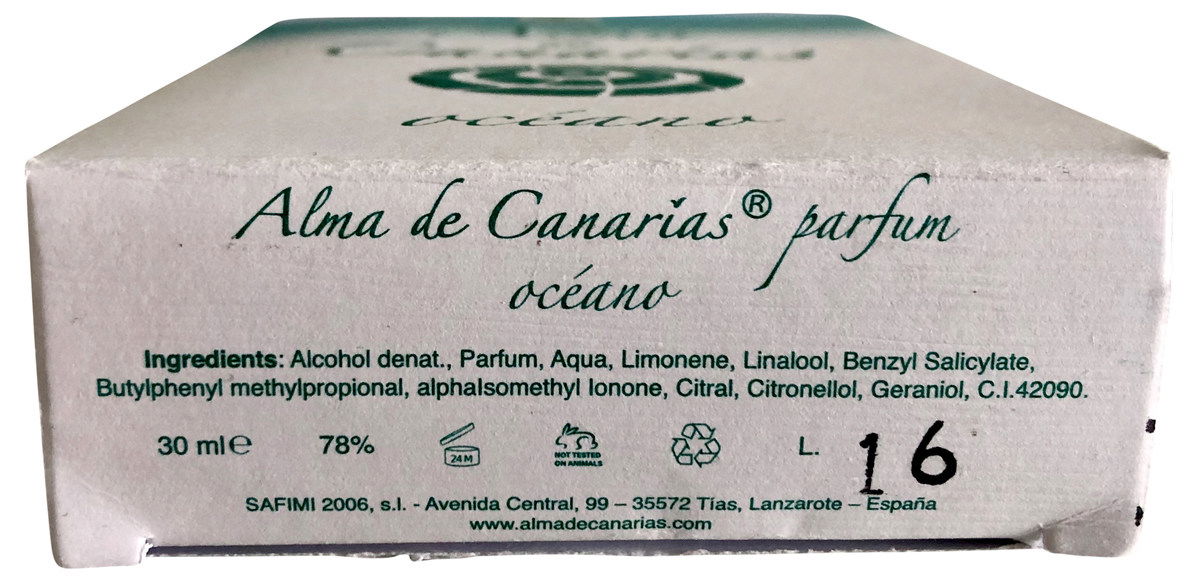 Canarias
océano
Alma de Canarias® parfum
océano
Ingredients: Alcohol denat., Parfum, Aqua, Limonene, Linalool, Benzyl Salicylate,
Butylphenyl methylpropional, alphaIsomethyl Ionone, Citral, Citronellol, Geraniol, C.I.42090.
30 ml℮ 78% 24M NOT TESTED ON ANIMALS L. 16
SAFIMI 2006, s.l. - Avenida Central, 99 – 35572 Tías, Lanzarote – España
www.almadecanarias.com